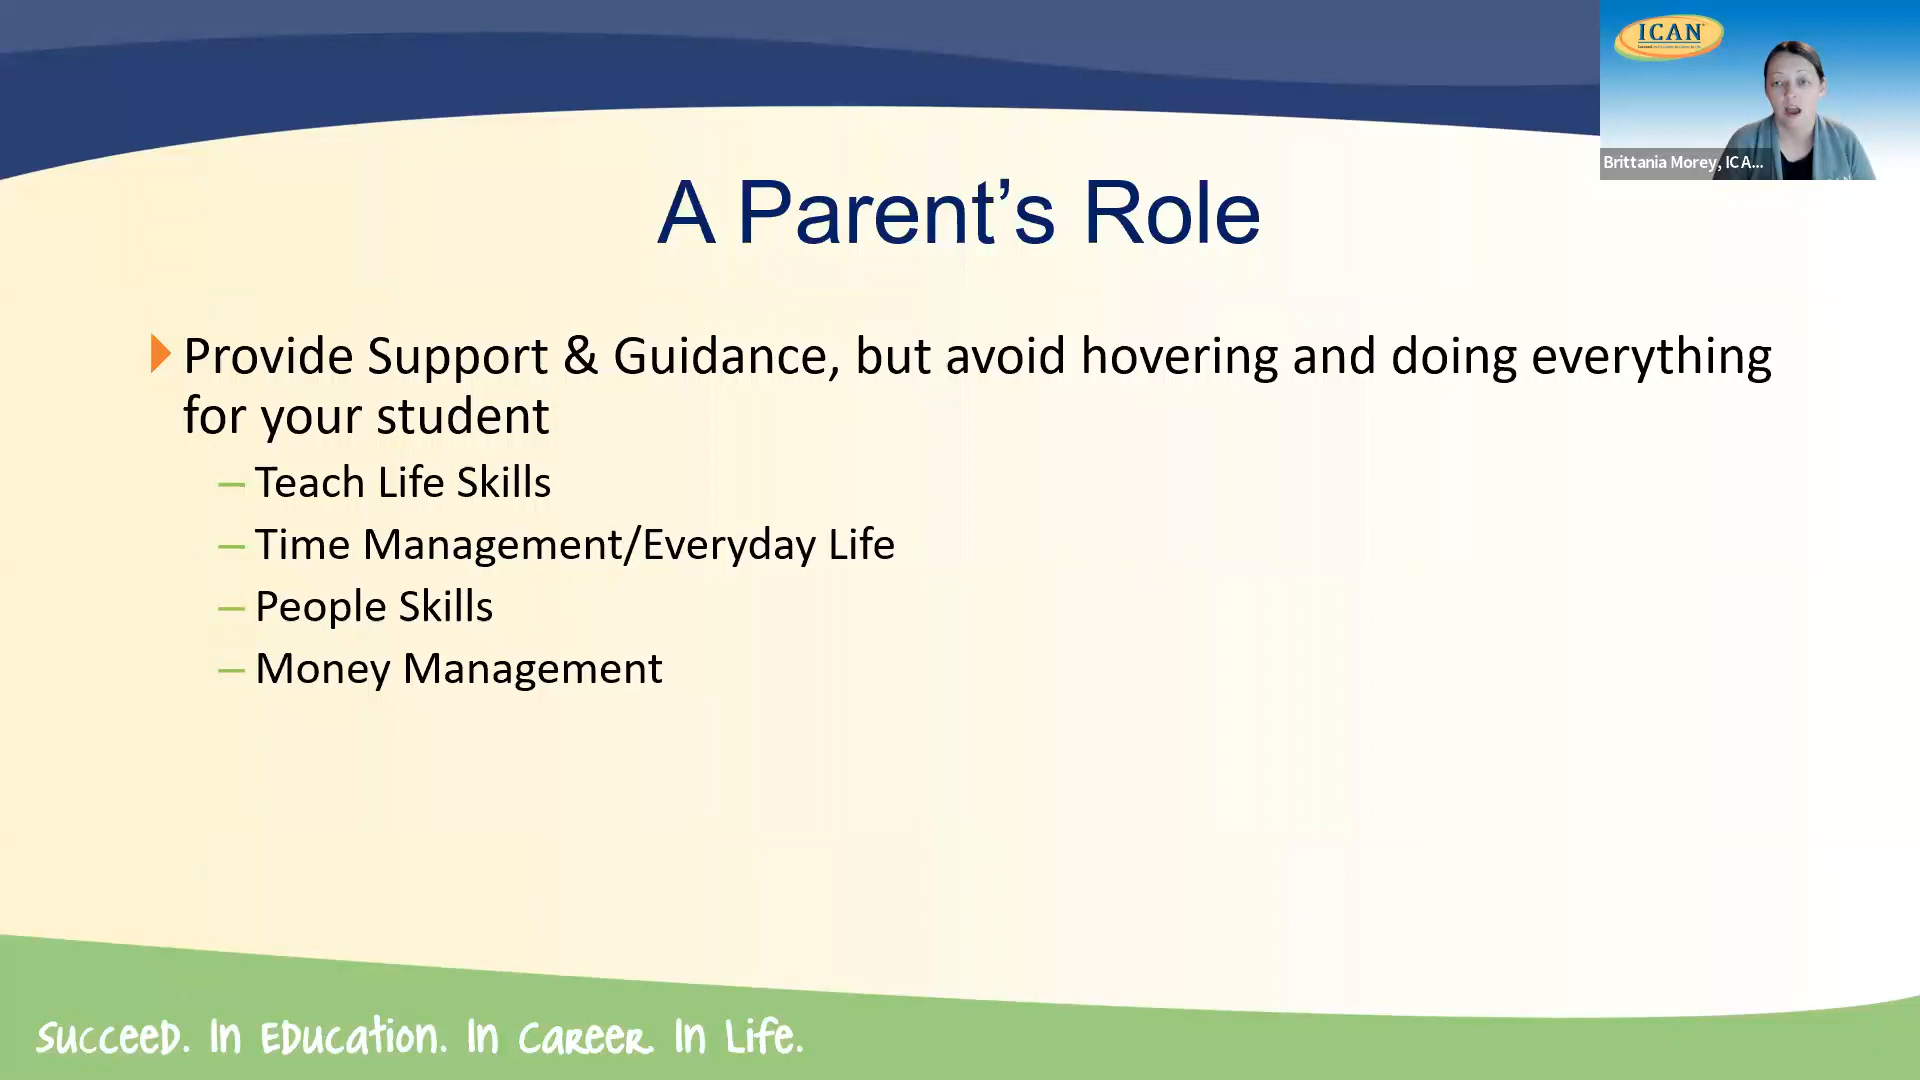 ICAN
Brittania Morey, ICA...
A Parent’s Role
Provide Support & Guidance, but avoid hovering and doing everything
for your student
– Teach Life Skills
– Time Management/Everyday Life
– People Skills
– Money Management
Succeed. In Education. In Career. In Life.